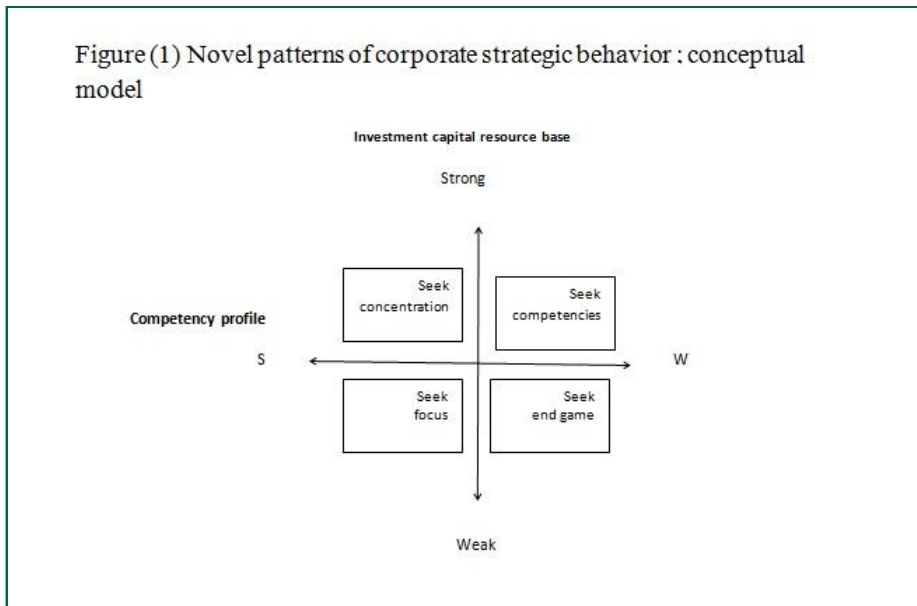 Figure (1) Novel patterns of corporate strategic behavior : conceptual
model
Investment capital resource base
Strong
Seek
concentration
Seek
competencies
Competency profile
S
W
Seek
focus
Seek
end game
Weak